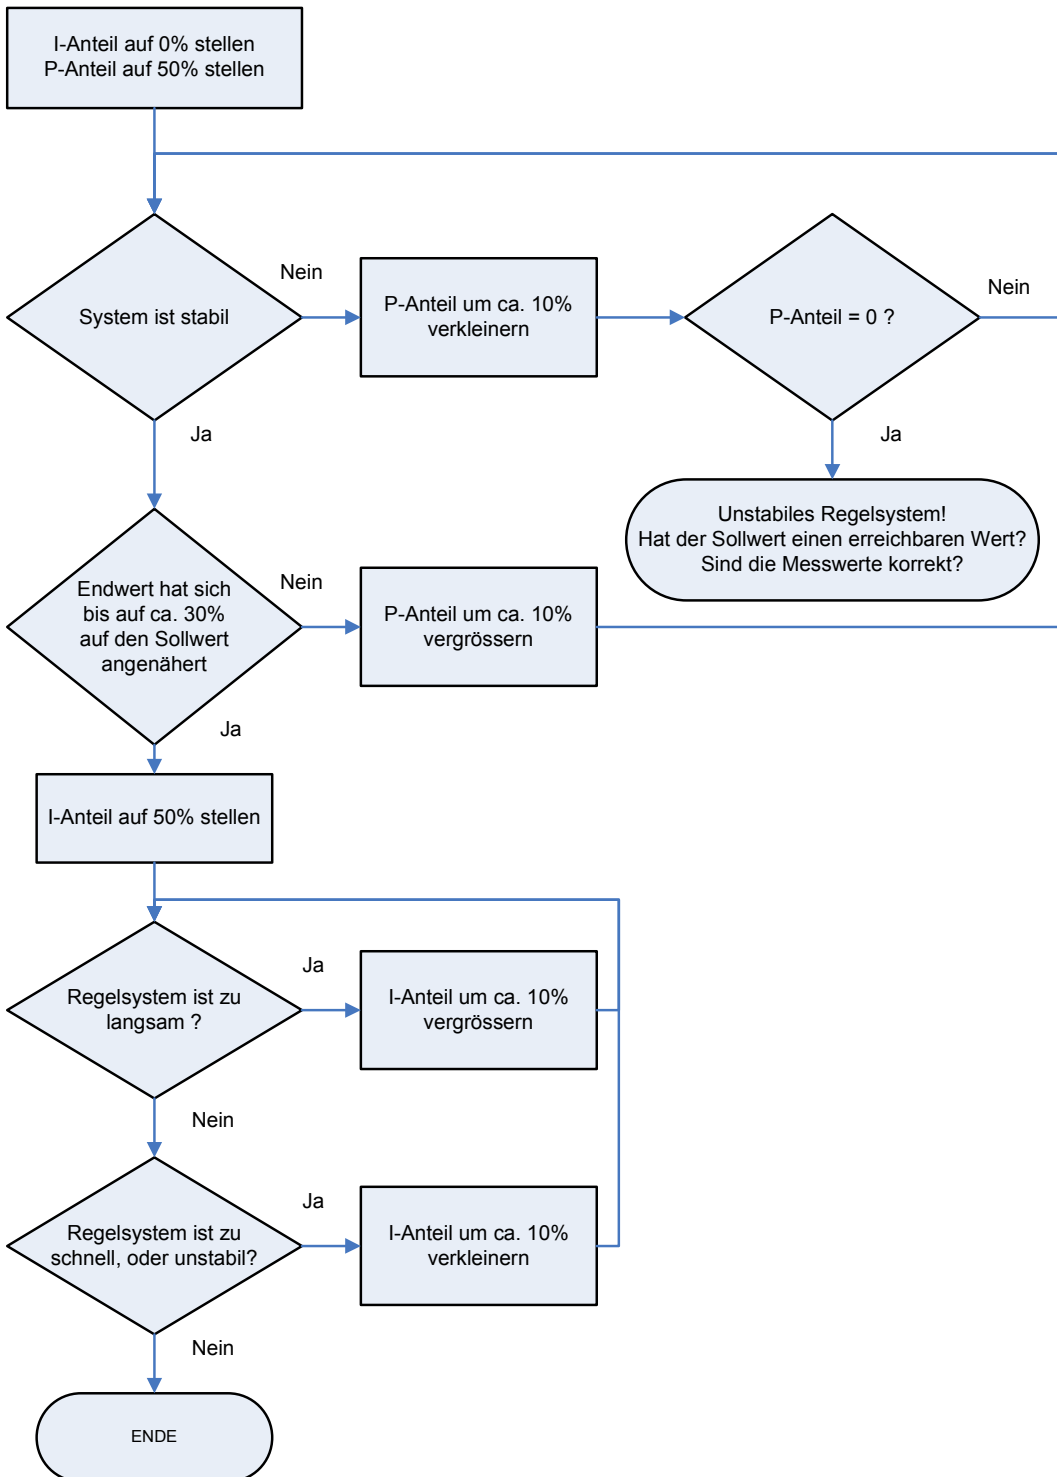 I-Anteil auf 0% stellen
P-Anteil auf 50% stellen
System ist stabil
Nein
P-Anteil um ca. 10%
verkleinern
P-Anteil = 0 ?
Nein
Ja
Ja
Unstabiles Regelsystem!
Hat der Sollwert einen erreichbaren Wert?
Sind die Messwerte korrekt?
Endwert hat sich
bis auf ca. 30%
auf den Sollwert
angenähert
Nein
P-Anteil um ca. 10%
vergrössern
Ja
I-Anteil auf 50% stellen
Regelsystem ist zu
langsam ?
Ja
I-Anteil um ca. 10%
vergrössern
Nein
Regelsystem ist zu
schnell, oder unstabil?
Ja
I-Anteil um ca. 10%
verkleinern
Nein
ENDE